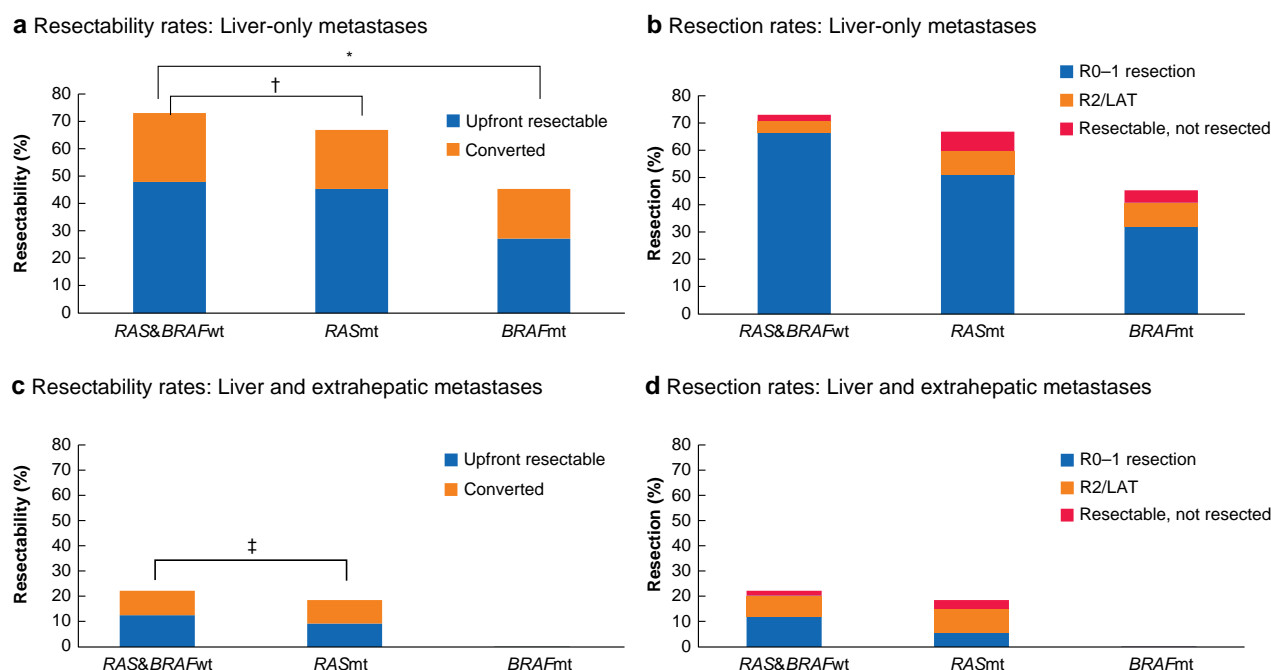 a Resectability rates: Liver-only metastases
*
†
80
70
60
50
40
30
20
10
0
Resectability (%)
Upfront resectable
Converted
RAS&BRAFwt
RASmt
BRAFmt
b Resection rates: Liver-only metastases
R0–1 resection
R2/LAT
Resectable, not resected
80
70
60
50
40
30
20
10
0
Resection (%)
RAS&BRAFwt
RASmt
BRAFmt
c Resectability rates: Liver and extrahepatic metastases
80
70
60
50
40
30
20
10
0
Resectability (%)
Upfront resectable
Converted
‡
RAS&BRAFwt
RASmt
BRAFmt
d Resection rates: Liver and extrahepatic metastases
80
70
60
50
40
30
20
10
0
Resection (%)
R0–1 resection
R2/LAT
Resectable, not resected
RAS&BRAFwt
RASmt
BRAFmt